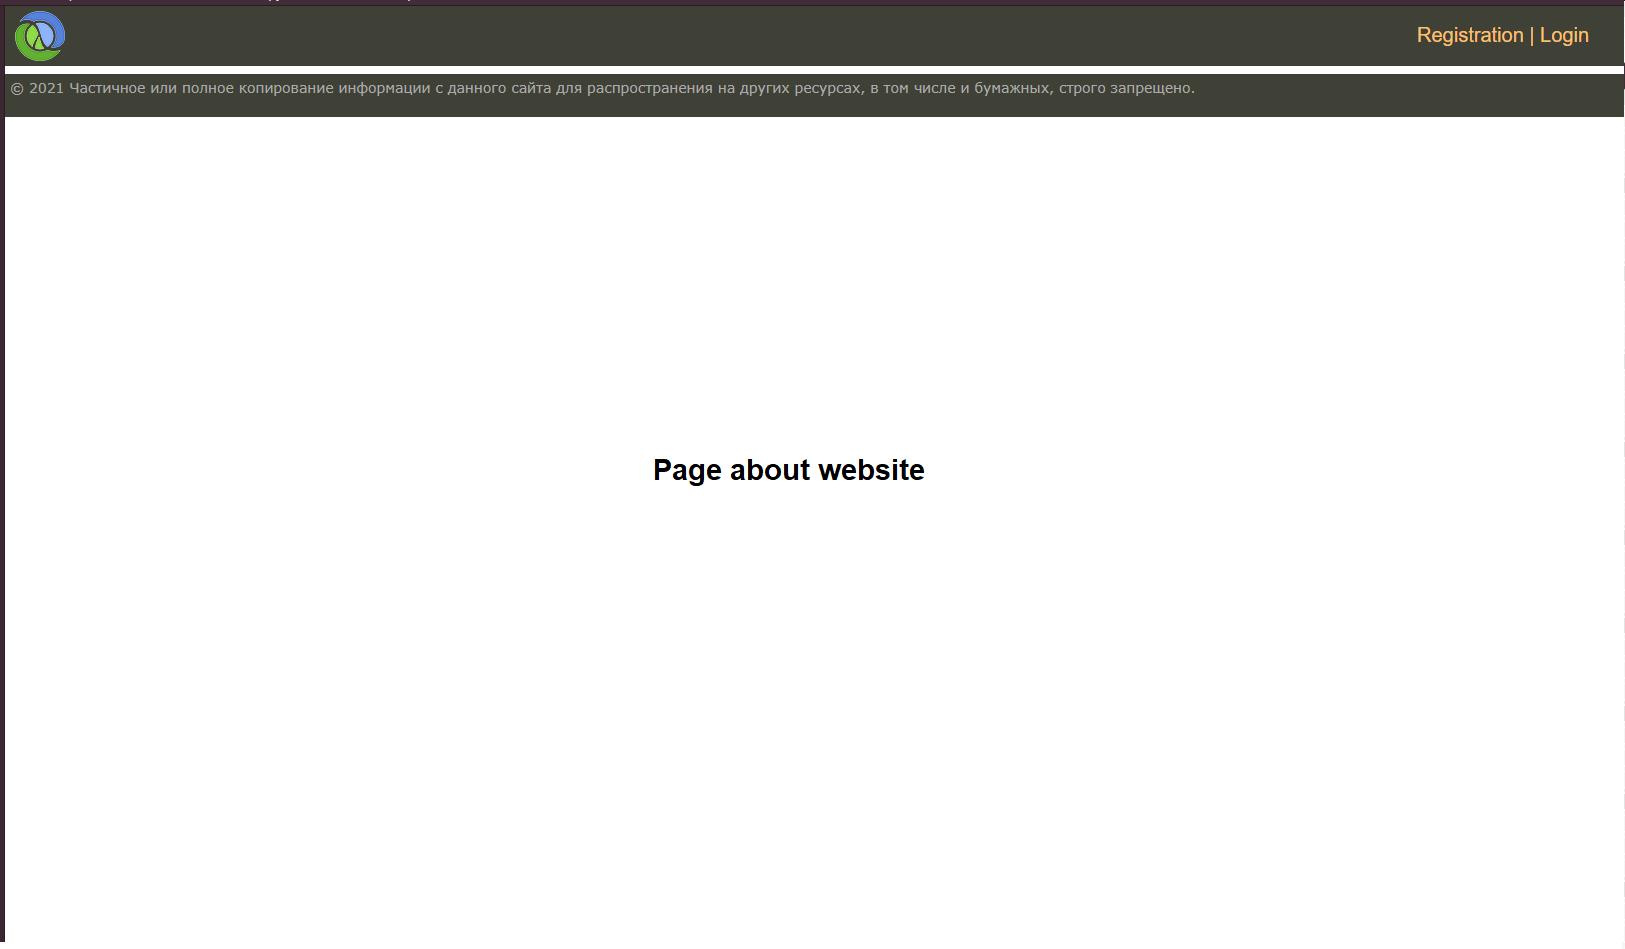 Registration | Login
© 2021 Частичное или полное копирование информации с данного сайта для распространения на других ресурсах, в том числе и бумажных, строго запрещено.
Page about website